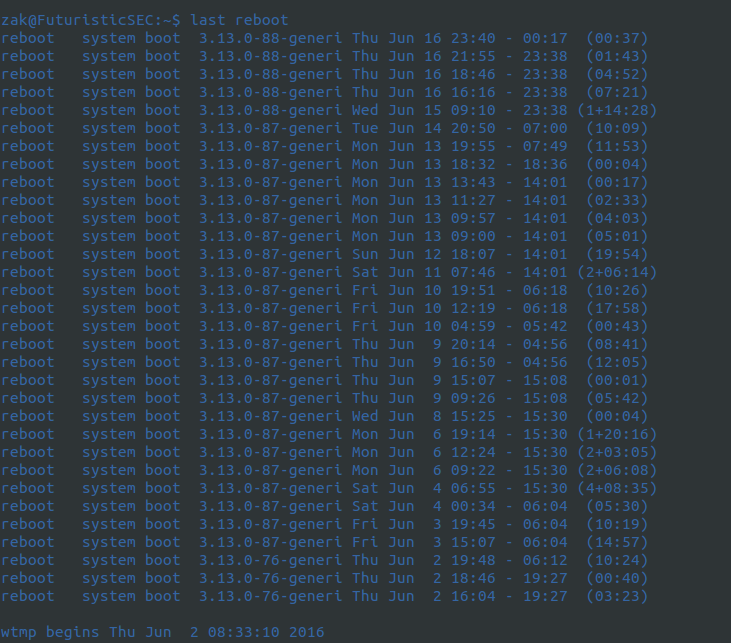 zak@FuturisticSEC:~$ last reboot
reboot   system boot  3.13.0-88-generi Thu Jun 16 23:40 - 00:17  (00:37)
reboot   system boot  3.13.0-88-generi Thu Jun 16 21:55 - 23:38  (01:43)
reboot   system boot  3.13.0-88-generi Thu Jun 16 18:46 - 23:38  (04:52)
reboot   system boot  3.13.0-88-generi Thu Jun 16 16:16 - 23:38  (07:21)
reboot   system boot  3.13.0-88-generi Wed Jun 15 09:10 - 23:38 (1+14:28)
reboot   system boot  3.13.0-87-generi Tue Jun 14 20:50 - 07:00  (10:09)
reboot   system boot  3.13.0-87-generi Mon Jun 13 19:55 - 07:49  (11:53)
reboot   system boot  3.13.0-87-generi Mon Jun 13 18:32 - 18:36  (00:04)
reboot   system boot  3.13.0-87-generi Mon Jun 13 13:43 - 14:01  (00:17)
reboot   system boot  3.13.0-87-generi Mon Jun 13 11:27 - 14:01  (02:33)
reboot   system boot  3.13.0-87-generi Mon Jun 13 09:57 - 14:01  (04:03)
reboot   system boot  3.13.0-87-generi Mon Jun 13 09:00 - 14:01  (05:01)
reboot   system boot  3.13.0-87-generi Sun Jun 12 18:07 - 14:01  (19:54)
reboot   system boot  3.13.0-87-generi Sat Jun 11 07:46 - 14:01 (2+06:14)
reboot   system boot  3.13.0-87-generi Fri Jun 10 19:51 - 06:18  (10:26)
reboot   system boot  3.13.0-87-generi Fri Jun 10 12:19 - 06:18  (17:58)
reboot   system boot  3.13.0-87-generi Fri Jun 10 04:59 - 05:42  (00:43)
reboot   system boot  3.13.0-87-generi Thu Jun  9 20:14 - 04:56  (08:41)
reboot   system boot  3.13.0-87-generi Thu Jun  9 16:50 - 04:56  (12:05)
reboot   system boot  3.13.0-87-generi Thu Jun  9 15:07 - 15:08  (00:01)
reboot   system boot  3.13.0-87-generi Thu Jun  9 09:26 - 15:08  (05:42)
reboot   system boot  3.13.0-87-generi Wed Jun  8 15:25 - 15:30  (00:04)
reboot   system boot  3.13.0-87-generi Mon Jun  6 19:14 - 15:30 (1+20:16)
reboot   system boot  3.13.0-87-generi Mon Jun  6 12:24 - 15:30 (2+03:05)
reboot   system boot  3.13.0-87-generi Mon Jun  6 09:22 - 15:30 (2+06:08)
reboot   system boot  3.13.0-87-generi Sat Jun  4 06:55 - 15:30 (4+08:35)
reboot   system boot  3.13.0-87-generi Sat Jun  4 00:34 - 06:04  (05:30)
reboot   system boot  3.13.0-87-generi Fri Jun  3 19:45 - 06:04  (10:19)
reboot   system boot  3.13.0-87-generi Fri Jun  3 15:07 - 06:04  (14:57)
reboot   system boot  3.13.0-76-generi Thu Jun  2 19:48 - 06:12  (10:24)
reboot   system boot  3.13.0-76-generi Thu Jun  2 18:46 - 19:27  (00:40)
reboot   system boot  3.13.0-76-generi Thu Jun  2 16:04 - 19:27  (03:23)
wtmp begins Thu Jun  2 08:33:10 2016